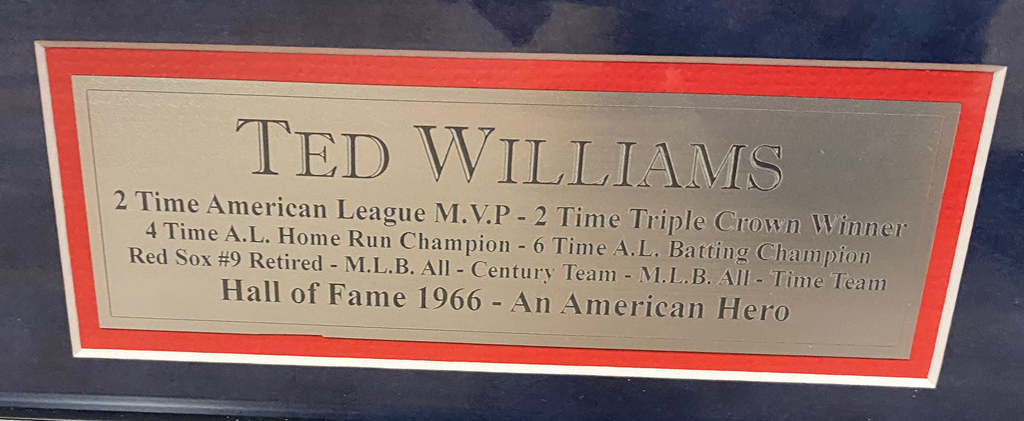 TED WILLIAMS
2 Time American League M.V.P - 2 Time Triple Crown Winner
4 Time A.L. Home Run Champion - 6 Time A.L. Batting Champion
Red Sox #9 Retired - M.L.B. All - Century Team - M.L.B. All - Time Team
Hall of Fame 1966 - An American Hero